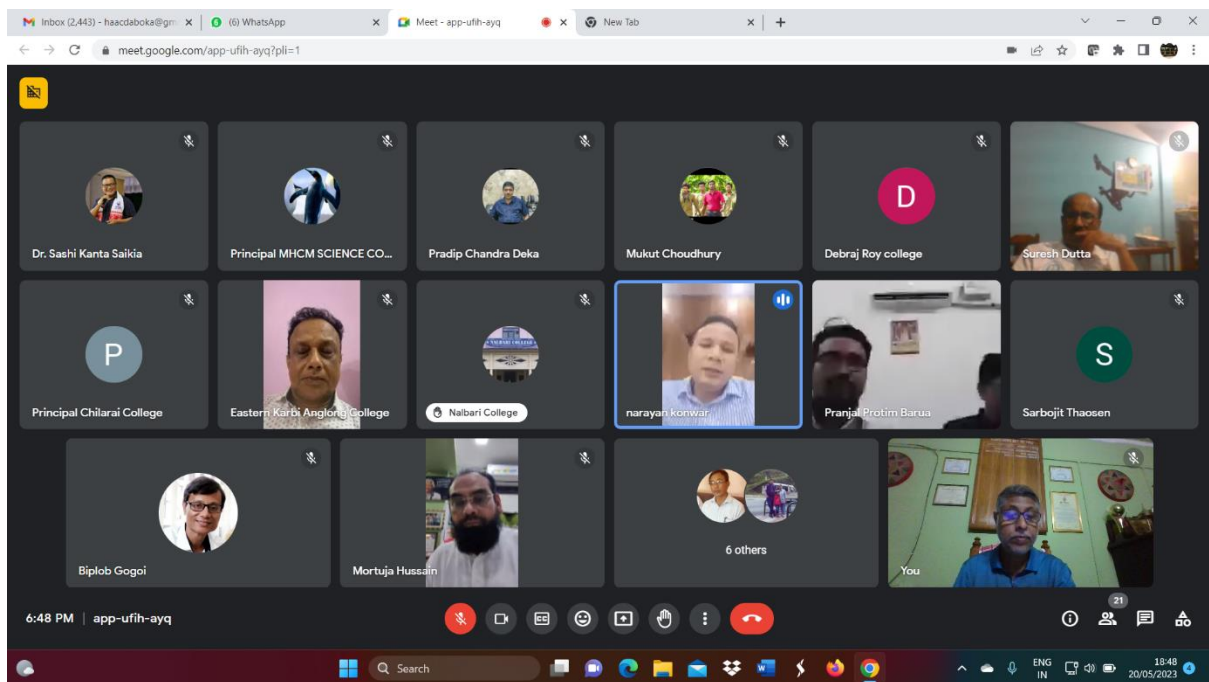 Inbox (2,443) - haacdaboka@gm
(6) WhatsApp
Meet - app-ufih-ayq
New Tab
meet.google.com/app-ufih-ayq?pli=1
Dr. Sashi Kanta Saikia
Principal MHCM SCIENCE CO...
Pradip Chandra Deka
Mukut Choudhury
D
Debraj Roy college
Suresh Dutta
P
Principal Chilarai College
Eastern Karbi Anglong College
NALBARI COLLEGE
Nalbari College
narayan konwar
Pranjal Protim Barua
S
Sarbojit Thaosen
Biplob Gogoi
Mortuja Hussain
6 others
You
6:48 PM | app-ufih-ayq
CC
21
Search
ENG
IN
18:48
20/05/2023
4